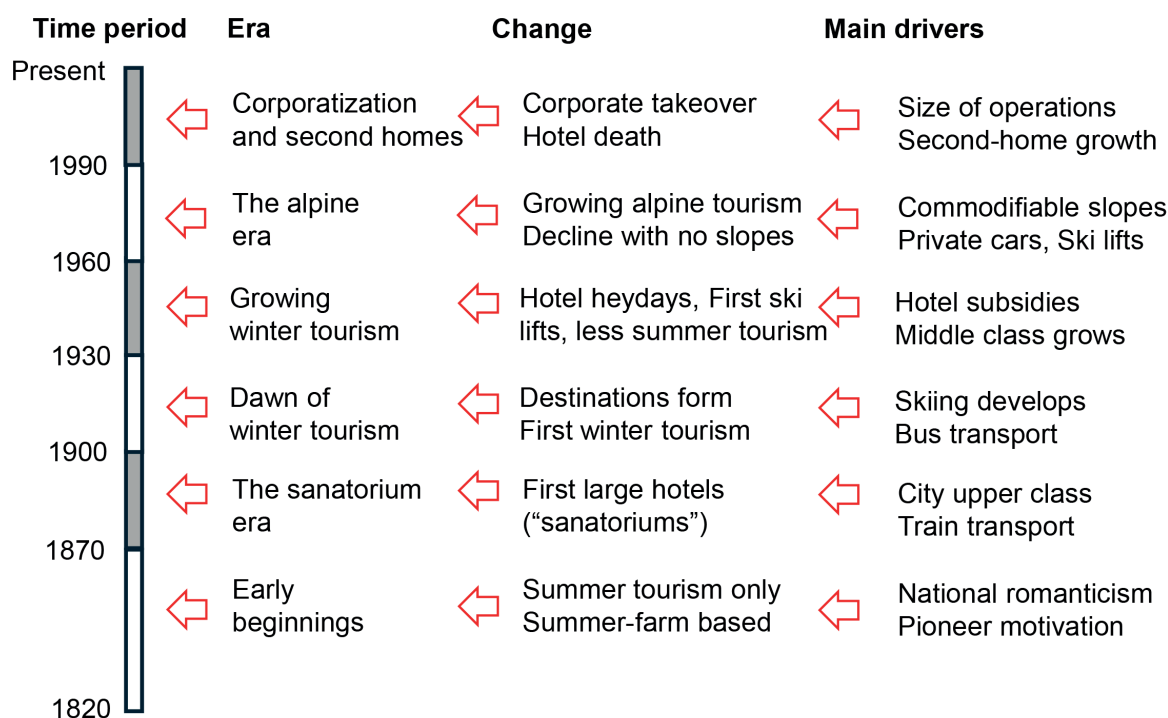 Time period Era Change Main drivers
Present
Corporatization
and second homes
Corporate takeover
Hotel death
Size of operations
Second-home growth
1990
The alpine
era
Growing alpine tourism
Decline with no slopes
Commodifiable slopes
Private cars, Ski lifts
1960
Growing
winter tourism
Hotel heydays, First ski
lifts, less summer tourism
Hotel subsidies
Middle class grows
1930
Dawn of
winter tourism
Destinations form
First winter tourism
Skiing develops
Bus transport
1900
The sanatorium
era
First large hotels
(“sanatoriums”)
City upper class
Train transport
1870
Early
beginnings
Summer tourism only
Summer-farm based
National romanticism
Pioneer motivation
1820